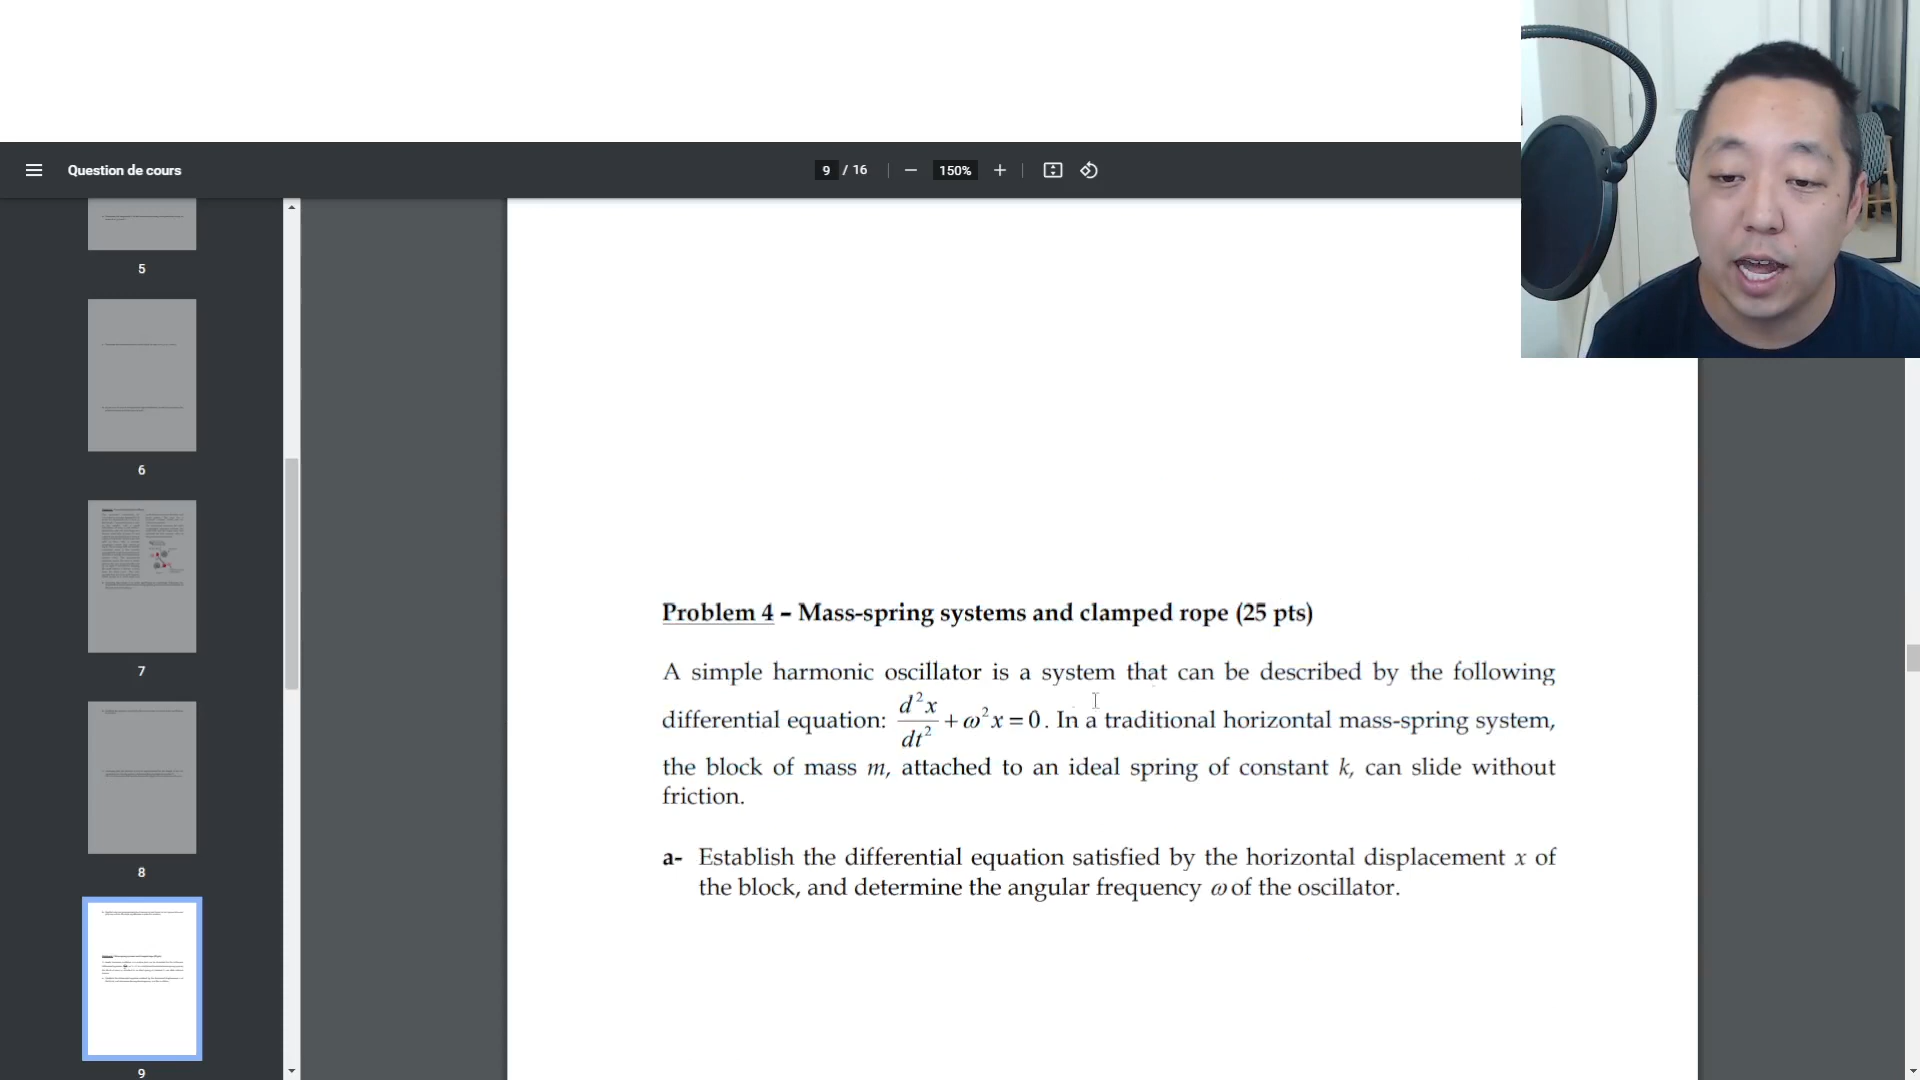 Question de cours
9 / 16
150%
5
6
7
8
9
Problem 4 – Mass-spring systems and clamped rope (25 pts)
A simple harmonic oscillator is a system that can be described by the following
differential equation: d²x/dt² + ω²x = 0. In a traditional horizontal mass-spring system,
the block of mass m, attached to an ideal spring of constant k, can slide without
friction.
a- Establish the differential equation satisfied by the horizontal displacement x of
the block, and determine the angular frequency ω of the oscillator.